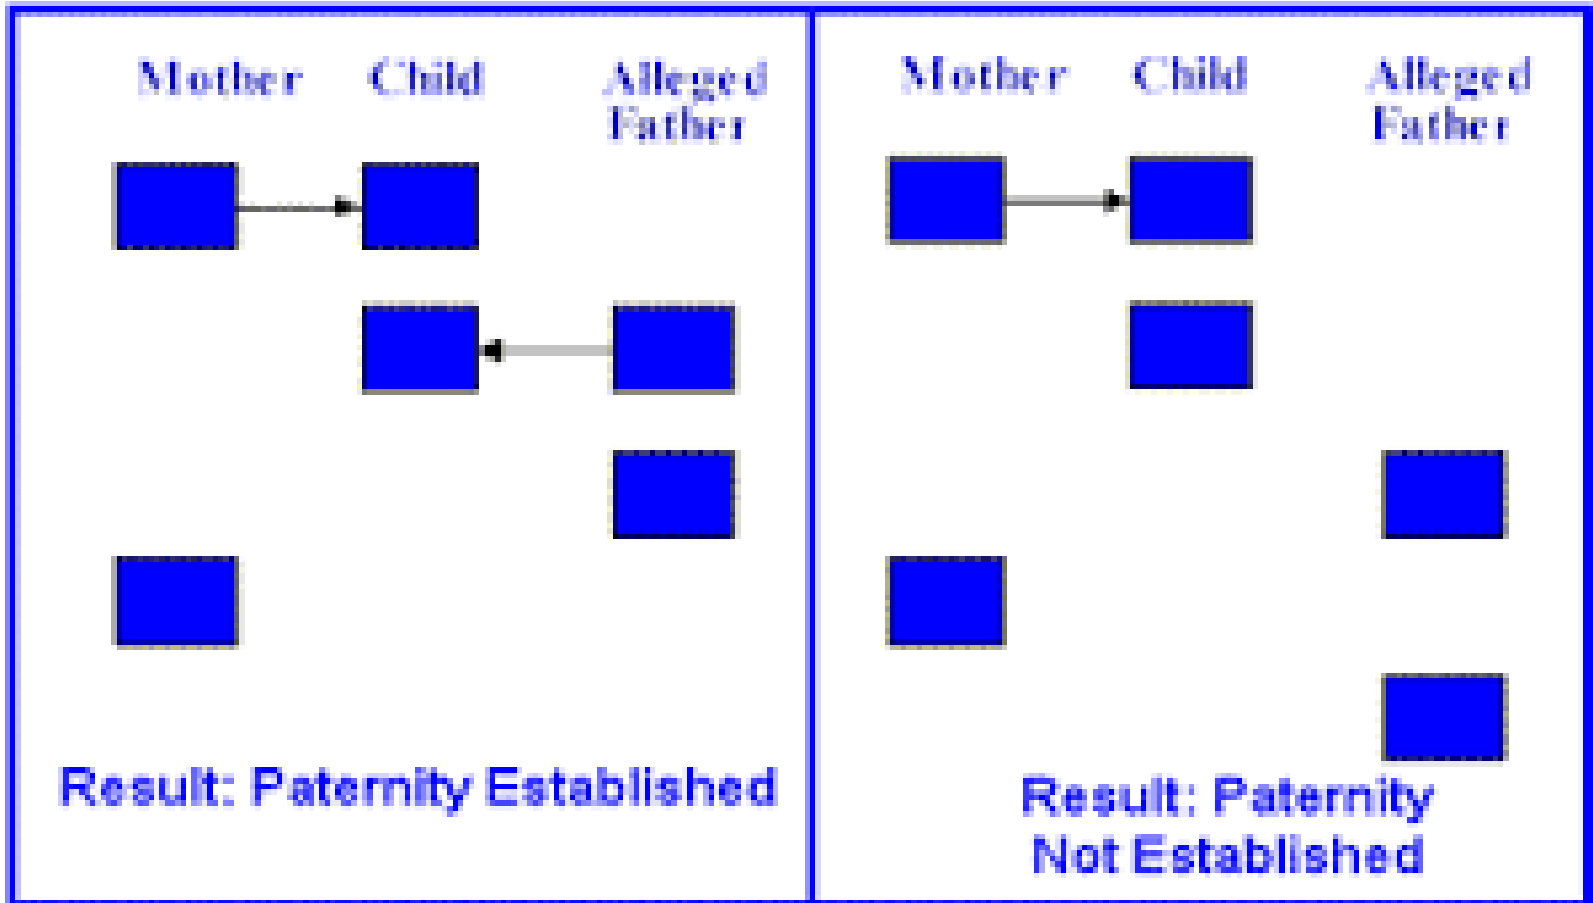 Mother Child Alleged
Father
Result: Paternity Established
Mother Child Alleged
Father
Result: Paternity
Not Established